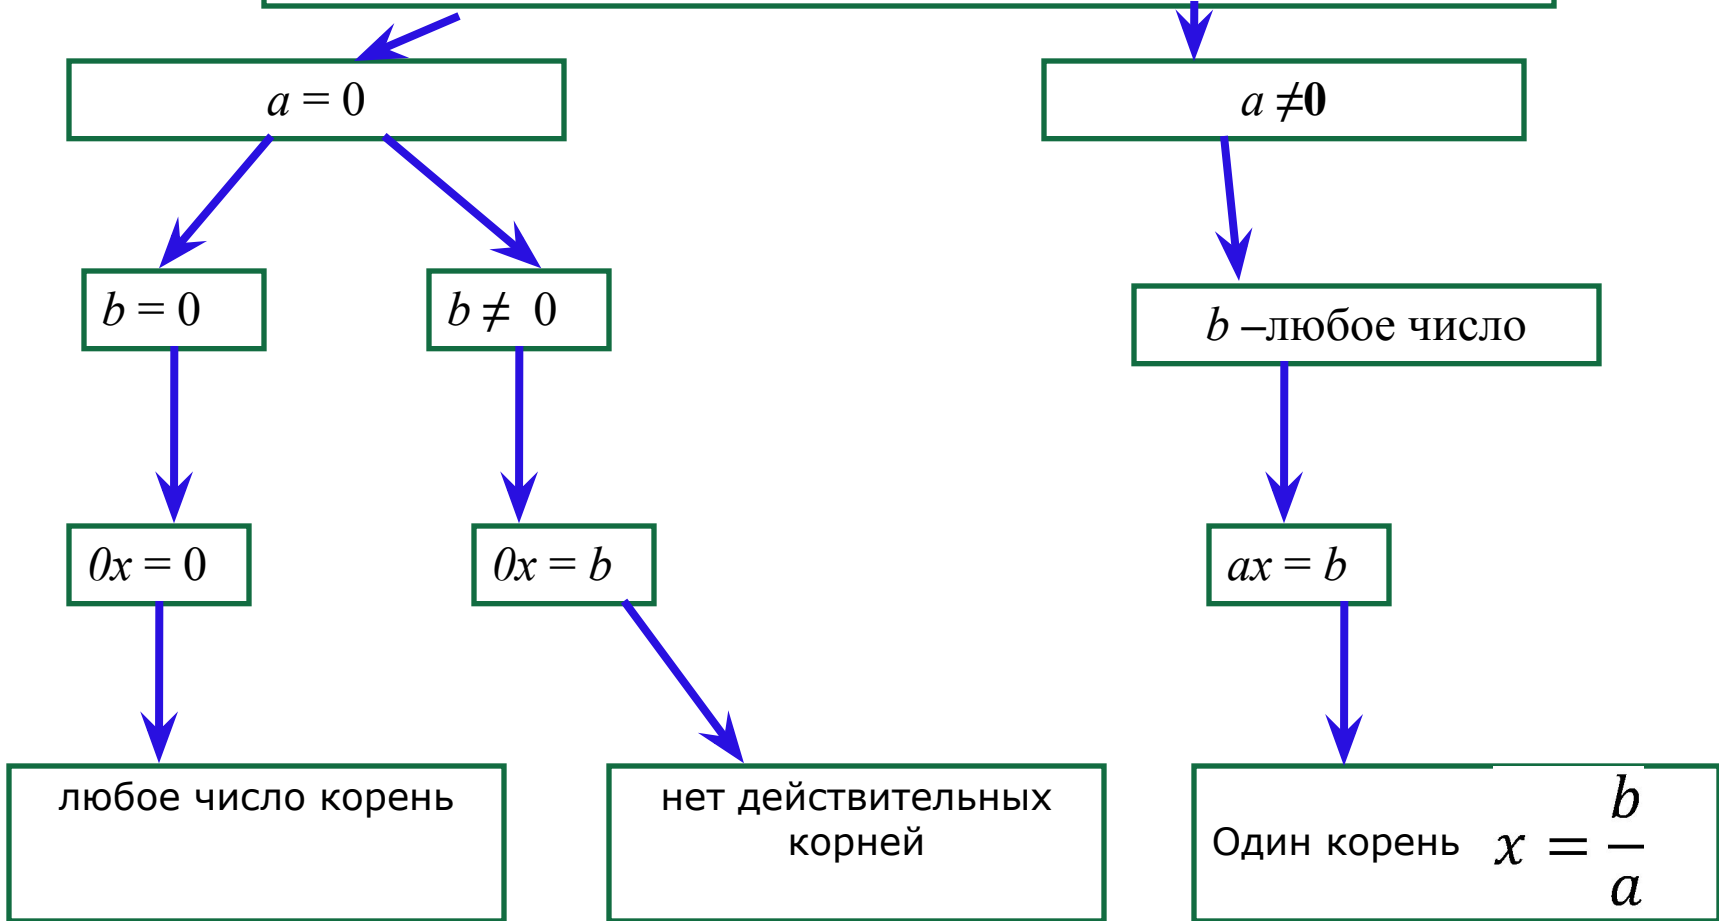 a = 0
a ≠0
b = 0
b ≠ 0
b –любое число
0x = 0
0x = b
ax = b
любое число корень
нет действительных
корней
Один корень x = b/a